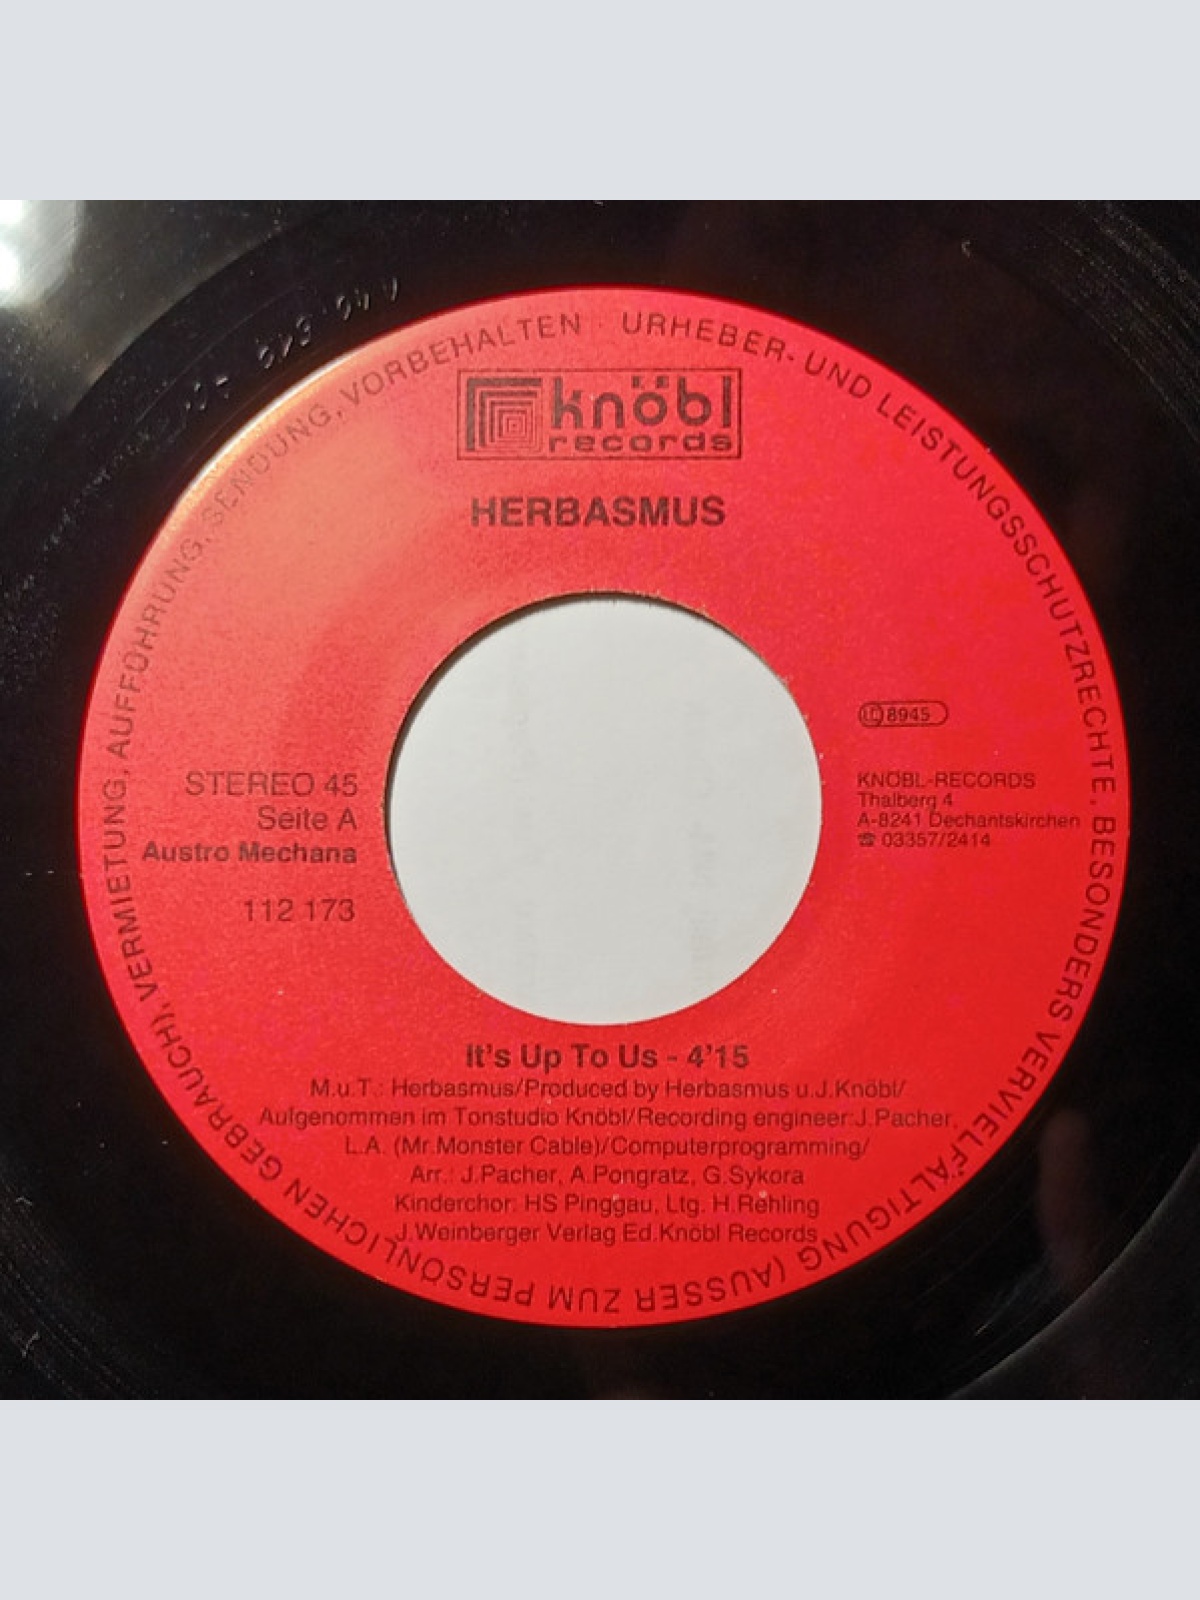 URHEBER- UND LEISTUNGSSCHUTZRECHTE, BESONDERS VERVIELFÄLTIGUNG (AUSSER ZUM PERSÖNLICHEN GEBRAUCH), VERMIETUNG, AUFFÜHRUNG, SENDUNG, VORBEHALTEN
knöbl
records
HERBASMUS
LC 8945
STEREO 45
Seite A
Austro Mechana
112 173
KNÖBL-RECORDS
Thalberg 4
A-8241 Dechantskirchen
☎ 03357/2414
It's Up To Us - 4'15
M.u.T.: Herbasmus/Produced by Herbasmus u.J.Knöbl/
Aufgenommen im Tonstudio Knöbl/Recording engineer:J.Pacher,
L.A. (Mr.Monster Cable)/Computerprogramming/
Arr.: J.Pacher, A.Pongratz, G.Sykora
Kinderchor: HS Pinggau, Ltg. H.Rehling
J.Weinberger Verlag Ed.Knöbl Records